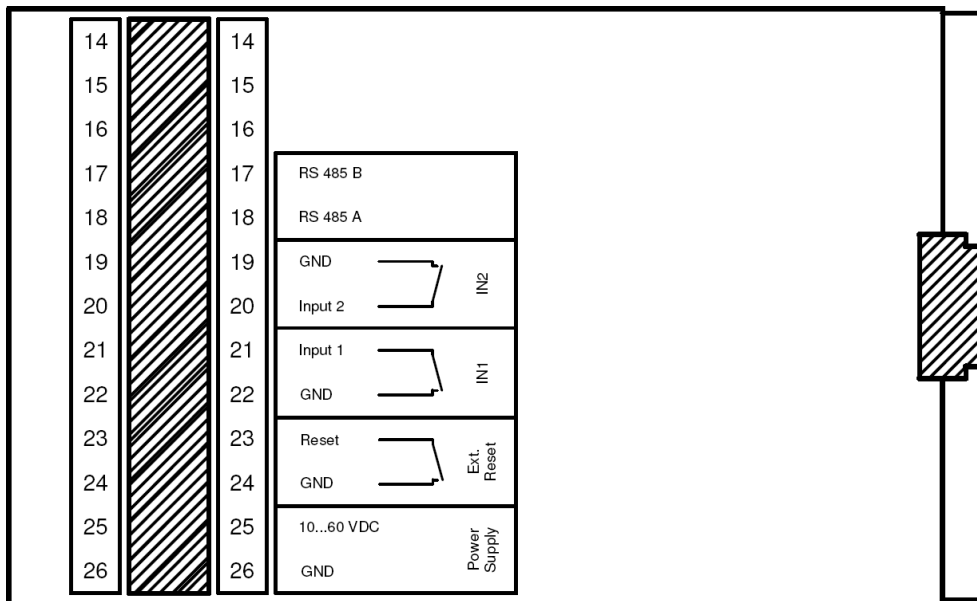 14 14
15 15
16 16
17 17 RS 485 B
18 18 RS 485 A
19 19 GND
IN2
20 20 Input 2
21 21 Input 1
IN1
22 22 GND
23 23 Reset
Ext.
Reset
24 24 GND
25 25 10...60 VDC
Power
Supply
26 26 GND